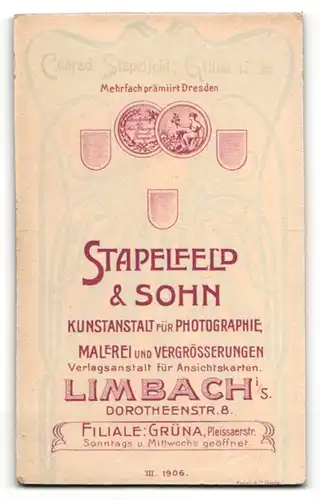 Mehrfach prämiirt Dresden
STAPELFELD
& SOHN
KUNSTANSTALT FÜR PHOTOGRAPHIE,
MALEREI UND VERGRÖSSERUNGEN
Verlagsanstalt für Ansichtskarten.
LIMBACH i/S.
DOROTHEENSTR. 8.
FILIALE: GRÜNA, Pleissaerstr.
Sonntags u. Mittwochs geöffnet.
III. 1906.